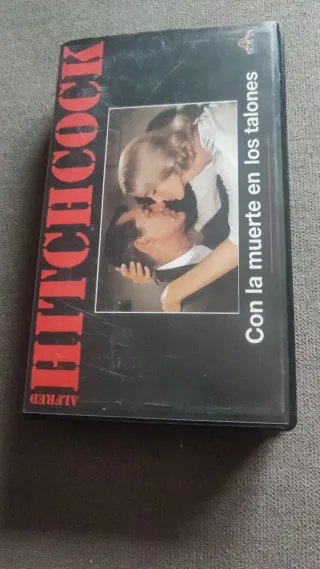 ALFRED
HITCHCOCK
Con la muerte en los talones